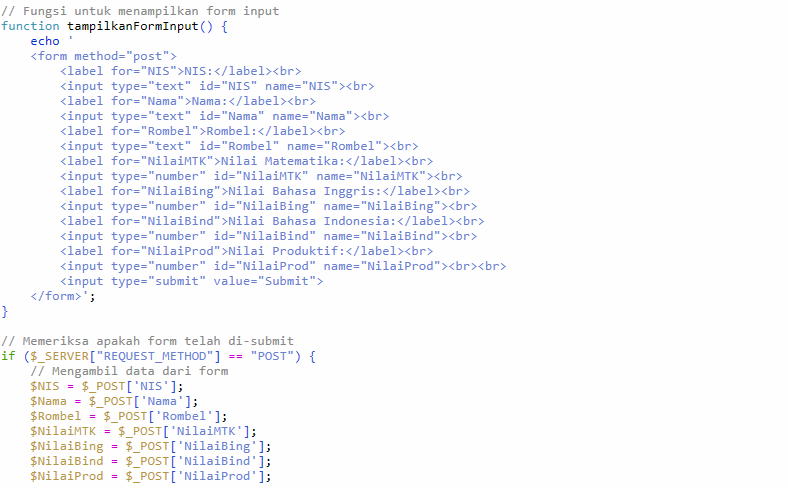 // Fungsi untuk menampilkan form input
function tampilkanFormInput() {
    echo '
    <form method="post">
        <label for="NIS">NIS:</label><br>
        <input type="text" id="NIS" name="NIS"><br>
        <label for="Nama">Nama:</label><br>
        <input type="text" id="Nama" name="Nama"><br>
        <label for="Rombel">Rombel:</label><br>
        <input type="text" id="Rombel" name="Rombel"><br>
        <label for="NilaiMTK">Nilai Matematika:</label><br>
        <input type="number" id="NilaiMTK" name="NilaiMTK"><br>
        <label for="NilaiBing">Nilai Bahasa Inggris:</label><br>
        <input type="number" id="NilaiBing" name="NilaiBing"><br>
        <label for="NilaiBind">Nilai Bahasa Indonesia:</label><br>
        <input type="number" id="NilaiBind" name="NilaiBind"><br>
        <label for="NilaiProd">Nilai Produktif:</label><br>
        <input type="number" id="NilaiProd" name="NilaiProd"><br><br>
        <input type="submit" value="Submit">
    </form>';
}

// Memeriksa apakah form telah di-submit
if ($_SERVER["REQUEST_METHOD"] == "POST") {
    // Mengambil data dari form
    $NIS = $_POST['NIS'];
    $Nama = $_POST['Nama'];
    $Rombel = $_POST['Rombel'];
    $NilaiMTK = $_POST['NilaiMTK'];
    $NilaiBing = $_POST['NilaiBing'];
    $NilaiBind = $_POST['NilaiBind'];
    $NilaiProd = $_POST['NilaiProd'];